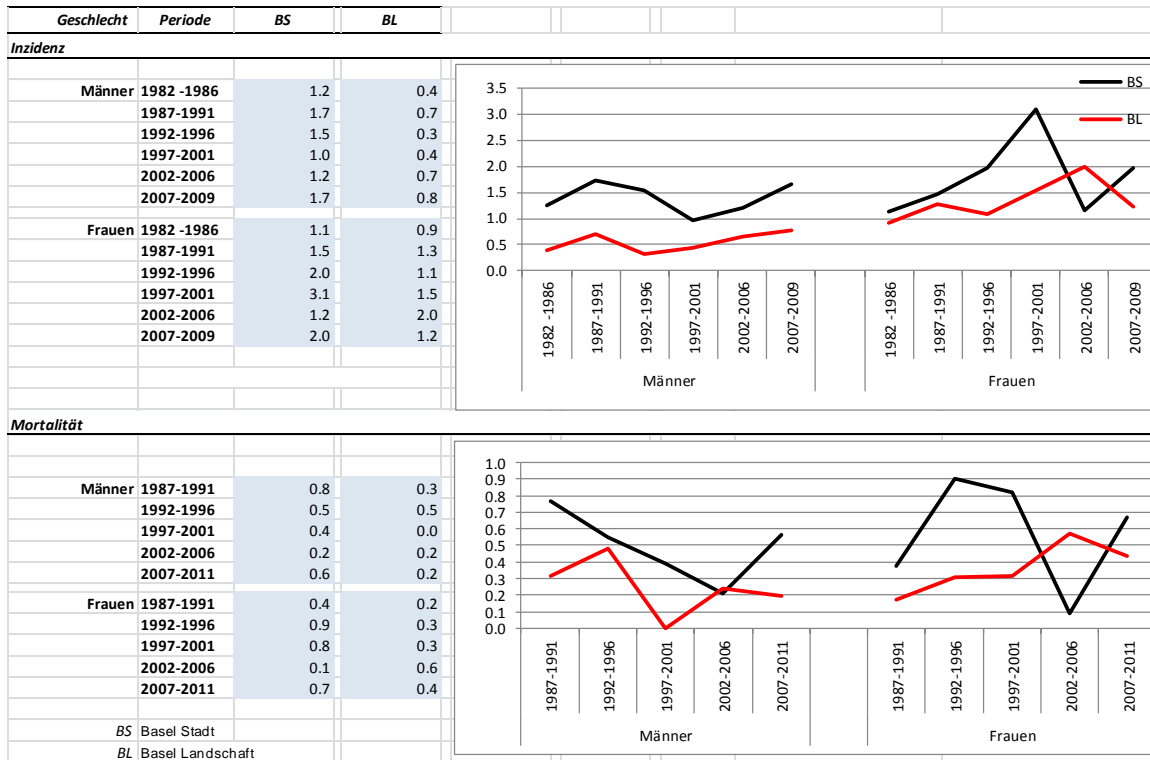 Geschlecht Periode BS BL
Inzidenz
Männer 1982 -1986 1.2 0.4
1987-1991 1.7 0.7
1992-1996 1.5 0.3
1997-2001 1.0 0.4
2002-2006 1.2 0.7
2007-2009 1.7 0.8
Frauen 1982 -1986 1.1 0.9
1987-1991 1.5 1.3
1992-1996 2.0 1.1
1997-2001 3.1 1.5
2002-2006 1.2 2.0
2007-2009 2.0 1.2
BS
BL
3.5
3.0
2.5
2.0
1.5
1.0
0.5
0.0
1982 -1986 1987-1991 1992-1996 1997-2001 2002-2006 2007-2009 1982 -1986 1987-1991 1992-1996 1997-2001 2002-2006 2007-2009
Männer Frauen
Mortalität
Männer 1987-1991 0.8 0.3
1992-1996 0.5 0.5
1997-2001 0.4 0.0
2002-2006 0.2 0.2
2007-2011 0.6 0.2
Frauen 1987-1991 0.4 0.2
1992-1996 0.9 0.3
1997-2001 0.8 0.3
2002-2006 0.1 0.6
2007-2011 0.7 0.4
1.0
0.9
0.8
0.7
0.6
0.5
0.4
0.3
0.2
0.1
0.0
1987-1991 1992-1996 1997-2001 2002-2006 2007-2011 1987-1991 1992-1996 1997-2001 2002-2006 2007-2011
Männer Frauen
BS Basel Stadt
BL Basel Landschaft